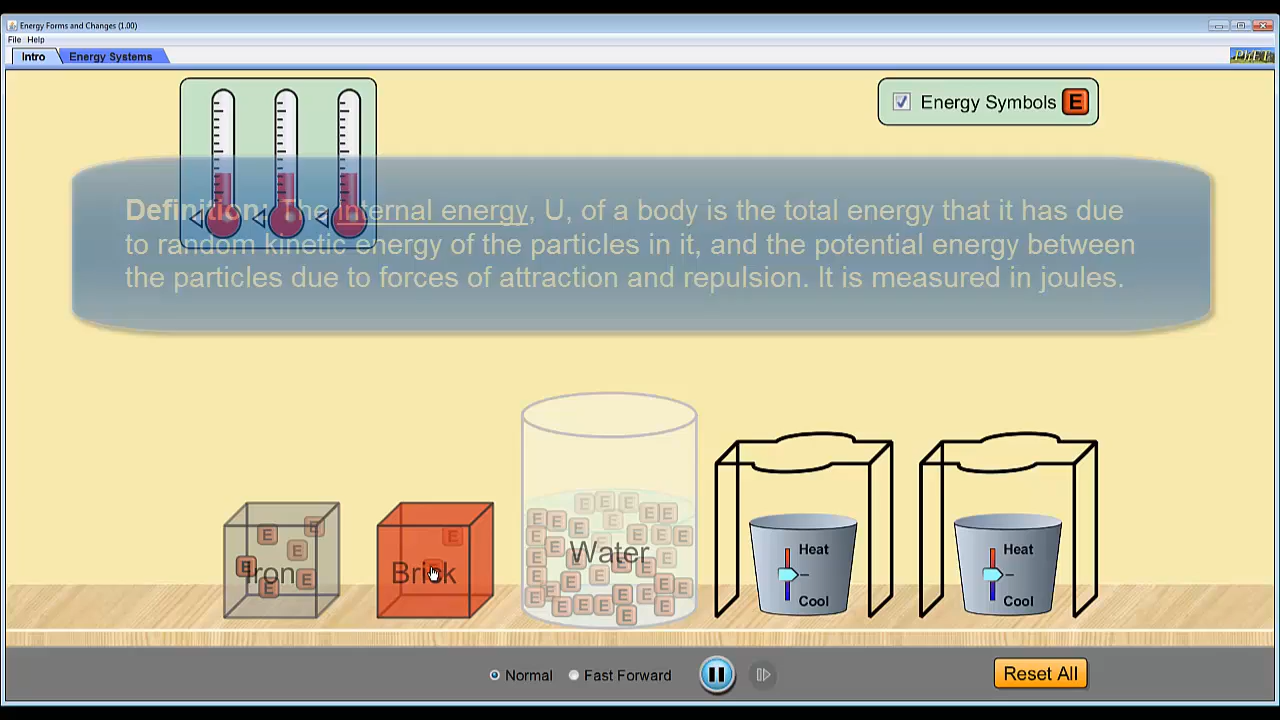 Energy Forms and Changes (1.00)
File Help
Intro Energy Systems
PhET
Energy Symbols E
Definition: The internal energy, U, of a body is the total energy that it has due
to random kinetic energy of the particles in it, and the potential energy between
the particles due to forces of attraction and repulsion. It is measured in joules.
Iron
Brick
Water
Heat
Cool
Heat
Cool
Normal Fast Forward
Reset All